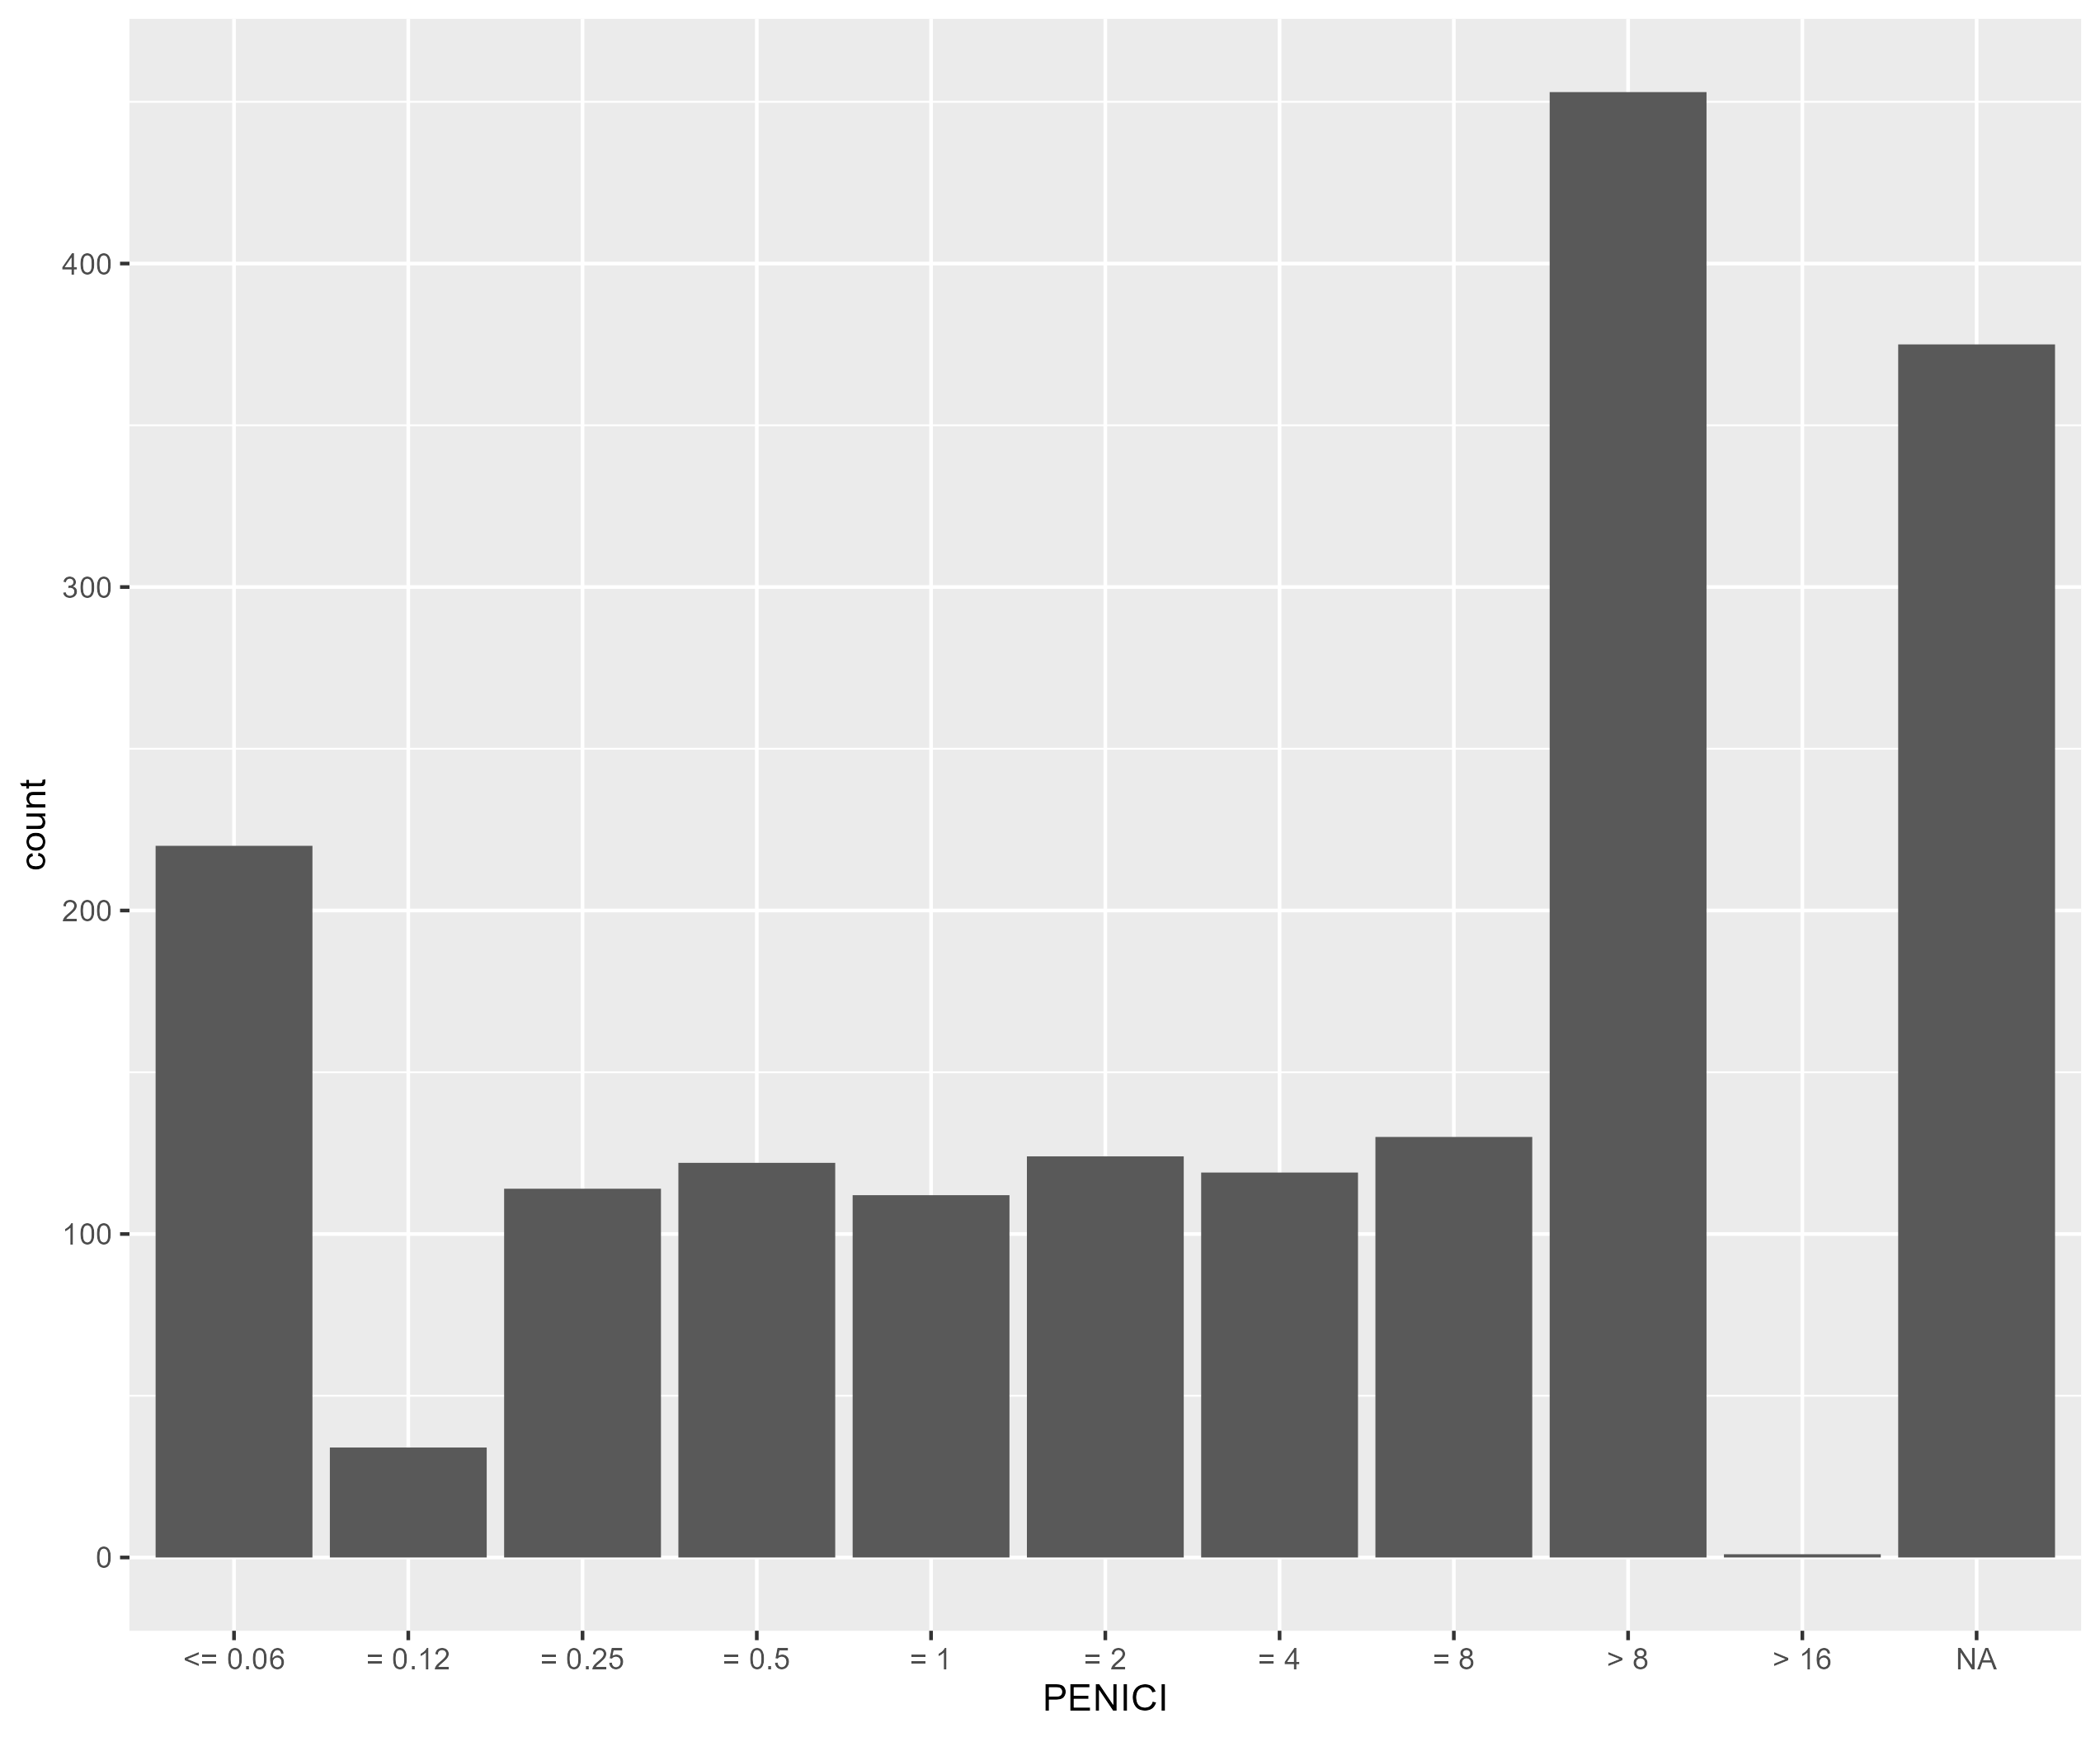 400
300
200
100
0
count
<= 0.06 = 0.12 = 0.25 = 0.5 = 1 = 2 = 4 = 8 > 8 > 16 NA
PENICI